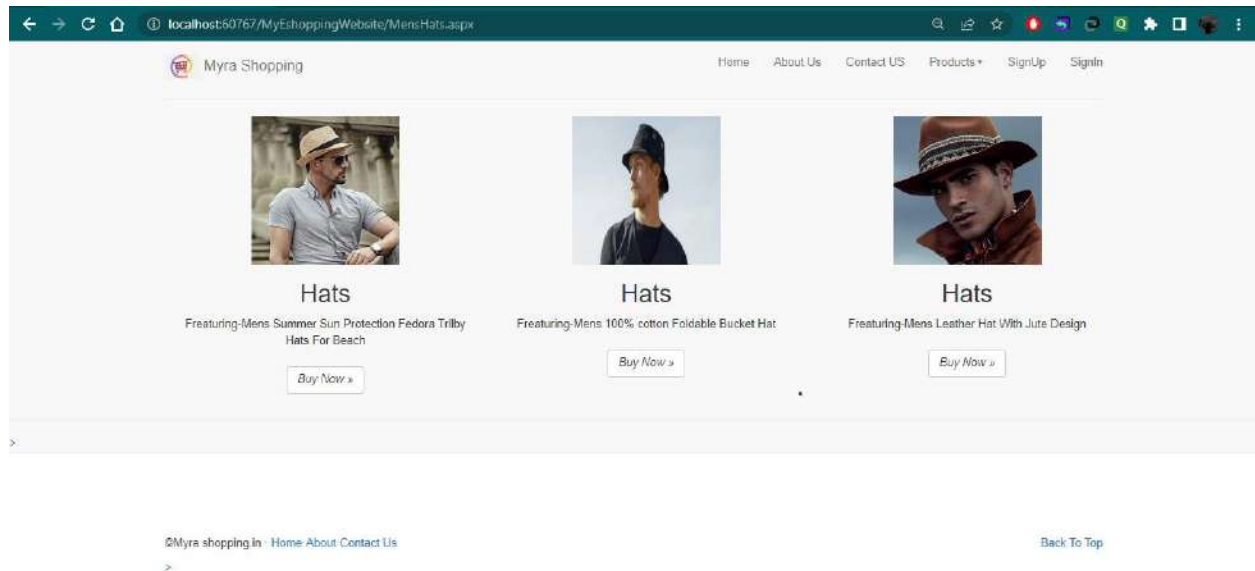 localhost:60767/MyEshoppingWebsite/MensHats.aspx
Myra Shopping
Home About Us Contact US Products SignUp SignIn
Hats
Freaturing-Mens Summer Sun Protection Fedora Trilby
Hats For Beach
Buy Now »
Hats
Freaturing-Mens 100% cotton Foldable Bucket Hat
Buy Now »
Hats
Freaturing-Mens Leather Hat With Jute Design
Buy Now »
>
©Myra shopping.in · Home·About·Contact Us
Back To Top
>